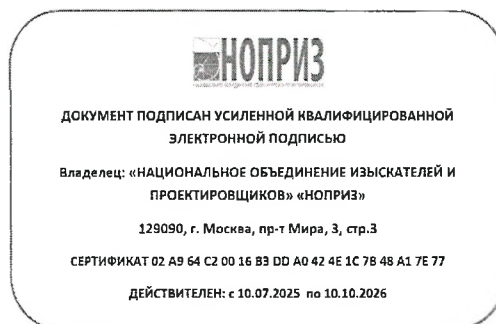 НОПРИЗ
ДОКУМЕНТ ПОДПИСАН УСИЛЕННОЙ КВАЛИФИЦИРОВАННОЙ
ЭЛЕКТРОННОЙ ПОДПИСЬЮ
Владелец: «НАЦИОНАЛЬНОЕ ОБЪЕДИНЕНИЕ ИЗЫСКАТЕЛЕЙ И
ПРОЕКТИРОВЩИКОВ» «НОПРИЗ»
129090, г. Москва, пр-т Мира, 3, стр.3
СЕРТИФИКАТ 02 A9 64 C2 00 16 B3 DD A0 42 4E 1C 7B 48 A1 7E 77
ДЕЙСТВИТЕЛЕН: с 10.07.2025 по 10.10.2026